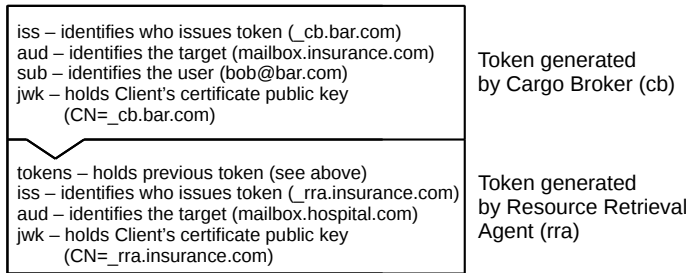 iss – identifies who issues token (_cb.bar.com)
aud – identifies the target (mailbox.insurance.com)
sub – identifies the user (bob@bar.com)
jwk – holds Client's certificate public key
(CN=_cb.bar.com)
Token generated
by Cargo Broker (cb)
tokens – holds previous token (see above)
iss – identifies who issues token (_rra.insurance.com)
aud – identifies the target (mailbox.hospital.com)
jwk – holds Client's certificate public key
(CN=_rra.insurance.com)
Token generated
by Resource Retrieval
Agent (rra)